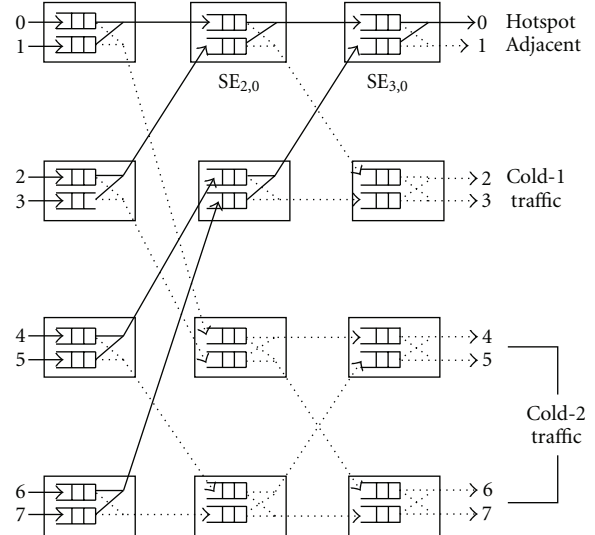 0 0 Hotspot
1 1 Adjacent
SE2,0 SE3,0
2 2 Cold-1
3 3 traffic
4 4
5 5
Cold-2
traffic
6 6
7 7